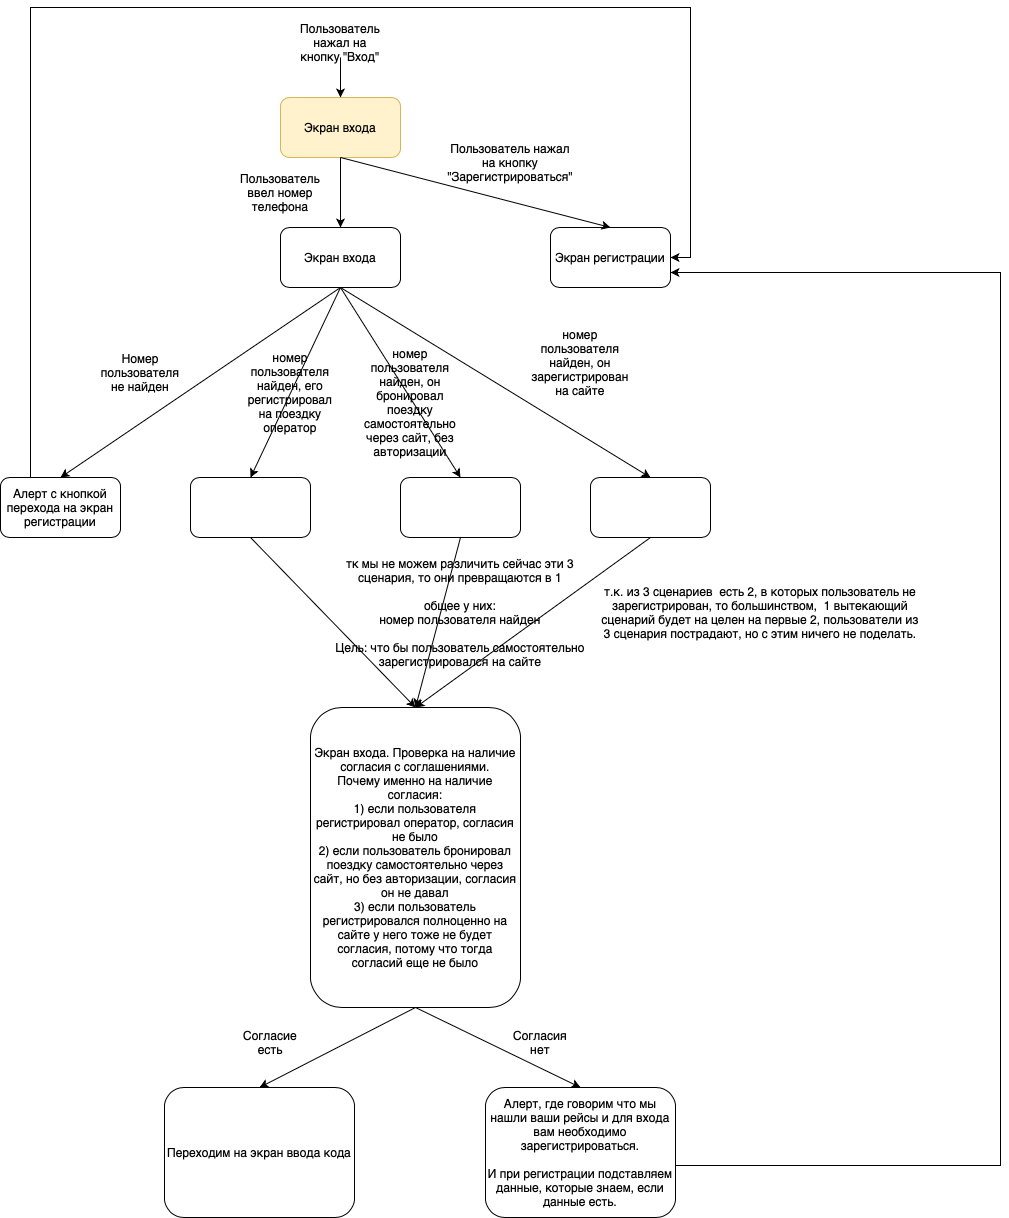 Пользователь
нажал на
кнопку "Вход"
Экран входа
Пользователь нажал
на кнопку
"Зарегистрироваться"
Пользователь
ввел номер
телефона
Экран входа
Экран регистрации
Номер
пользователя
не найден
номер
пользователя
найден, его
регистрировал
на поездку
оператор
номер
пользователя
найден, он
бронировал
поездку
самостоятельно
через сайт, без
авторизации
номер
пользователя
найден, он
зарегистрирован
на сайте
Алерт с кнопкой
перехода на экран
регистрации
тк мы не можем различить сейчас эти 3
сценария, то они превращаются в 1
общее у них:
номер пользователя найден
Цель: что бы пользователь самостоятельно
зарегистрировался на сайте
т.к. из 3 сценариев есть 2, в которых пользователь не
зарегистрирован, то большинством, 1 вытекающий
сценарий будет на целен на первые 2, пользователи из
3 сценария пострадают, но с этим ничего не поделать.
Экран входа. Проверка на наличие
согласия с соглашениями.
Почему именно на наличие
согласия:
1) если пользователя
регистрировал оператор, согласия
не было
2) если пользователь бронировал
поездку самостоятельно через
сайт, но без авторизации, согласия
он не давал
3) если пользователь
регистрировался полноценно на
сайте у него тоже не будет
согласия, потому что тогда
согласий еще не было
Согласие
есть
Согласия
нет
Переходим на экран ввода кода
Алерт, где говорим что мы
нашли ваши рейсы и для входа
вам необходимо
зарегистрироваться.
И при регистрации подставляем
данные, которые знаем, если
данные есть.